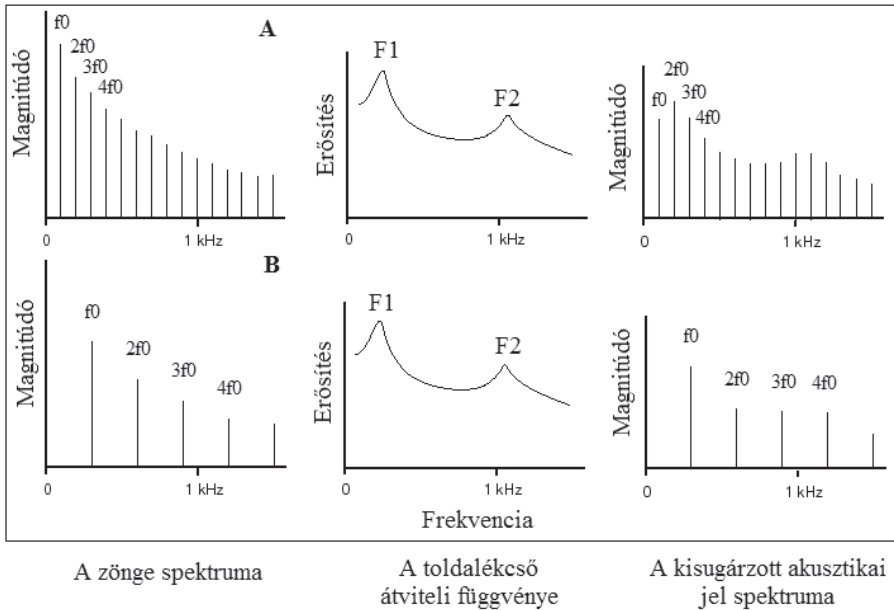 A
Magnitúdó
f0
2f0
3f0
4f0
0
1 kHz
Erősítés
F1
F2
0
1 kHz
Magnitúdó
f0
2f0
3f0
4f0
0
1 kHz
B
Magnitúdó
f0
2f0
3f0
4f0
0
1 kHz
Erősítés
F1
F2
0
1 kHz
Magnitúdó
f0
2f0
3f0
4f0
0
1 kHz
Frekvencia
A zönge spektruma
A toldalékcső
átviteli függvénye
A kisugárzott akusztikai
jel spektruma